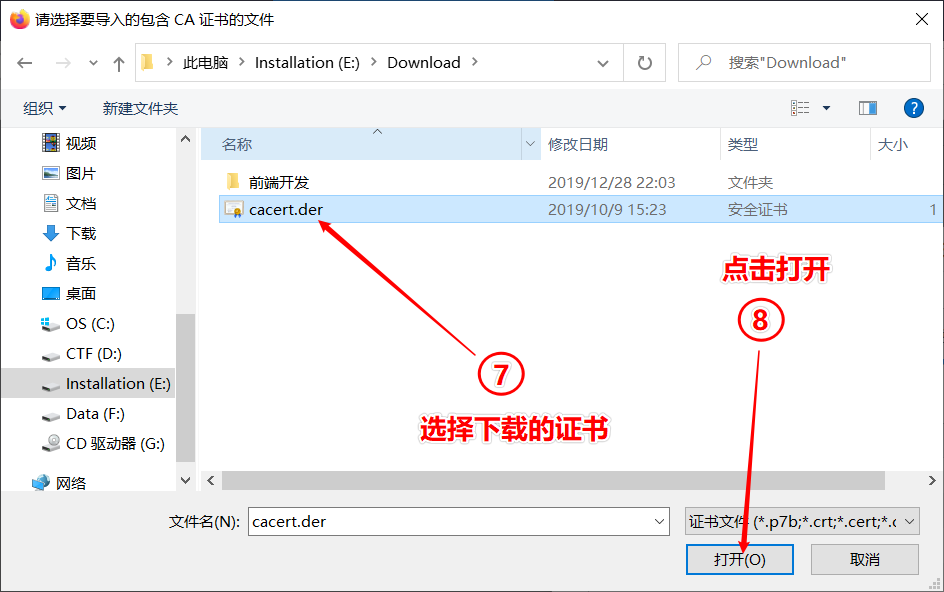 请选择要导入的包含 CA 证书的文件
此电脑 > Installation (E:) > Download >
搜索"Download"
组织 新建文件夹
名称 修改日期 类型 大小
视频
图片
文档
下载
音乐
桌面
OS (C:)
CTF (D:)
Installation (E:)
Data (F:)
CD 驱动器 (G:)
网络
前端开发 2019/12/28 22:03 文件夹
cacert.der 2019/10/9 15:23 安全证书 1
点击打开
8
7
选择下载的证书
文件名(N): cacert.der 证书文件 (*.p7b;*.crt;*.cert;*.c
打开(O) 取消